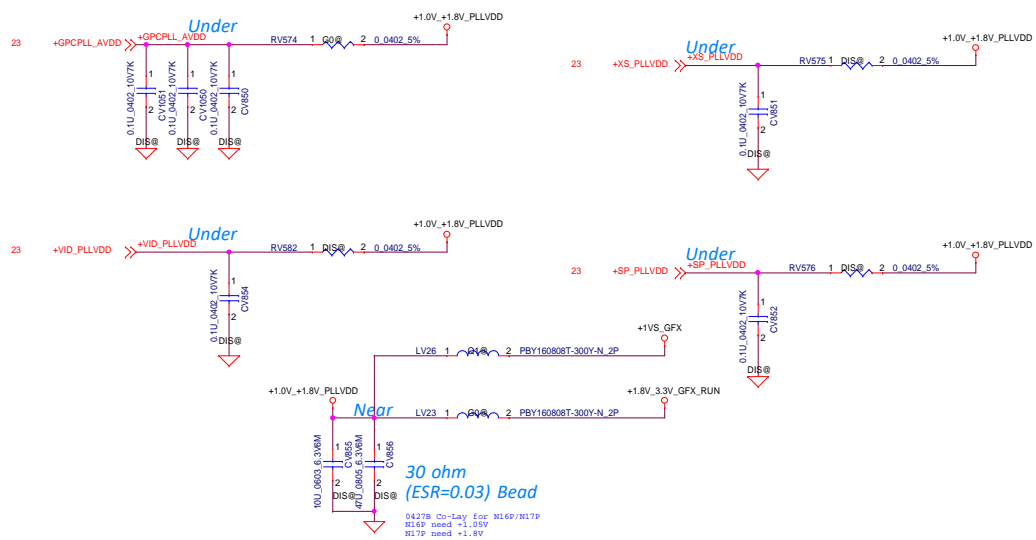 Under
+1.0V_+1.8V_PLLVDD
23 +GPCPLL_AVDD +GPCPLL_AVDD RV574 1 G0@ 2 0_0402_5%
0.1U_0402_10V7K 1 2 CV1051 DIS@
0.1U_0402_10V7K 1 2 CV1050 DIS@
0.1U_0402_10V7K 1 2 CV850 DIS@
Under
+1.0V_+1.8V_PLLVDD
23 +XS_PLLVDD +XS_PLLVDD RV575 1 DIS@ 2 0_0402_5%
0.1U_0402_10V7K 1 2 CV851 DIS@
Under
+1.0V_+1.8V_PLLVDD
23 +VID_PLLVDD +VID_PLLVDD RV582 1 DIS@ 2 0_0402_5%
0.1U_0402_10V7K 1 2 CV854 DIS@
Under
+1.0V_+1.8V_PLLVDD
23 +SP_PLLVDD +SP_PLLVDD RV576 1 DIS@ 2 0_0402_5%
0.1U_0402_10V7K 1 2 CV852 DIS@
+1VS_GFX
LV26 1 G1@ 2 PBY160808T-300Y-N_2P
+1.0V_+1.8V_PLLVDD
+1.8V_3.3V_GFX_RUN
Near
LV23 1 G0@ 2 PBY160808T-300Y-N_2P
10U_0603_6.3V6M 1 2 CV855 DIS@
47U_0805_6.3V6M 1 2 CV856 DIS@
30 ohm
(ESR=0.03) Bead
0427B Co-Lay for N16P/N17P
N16P need +1.05V
N17P need +1.8V